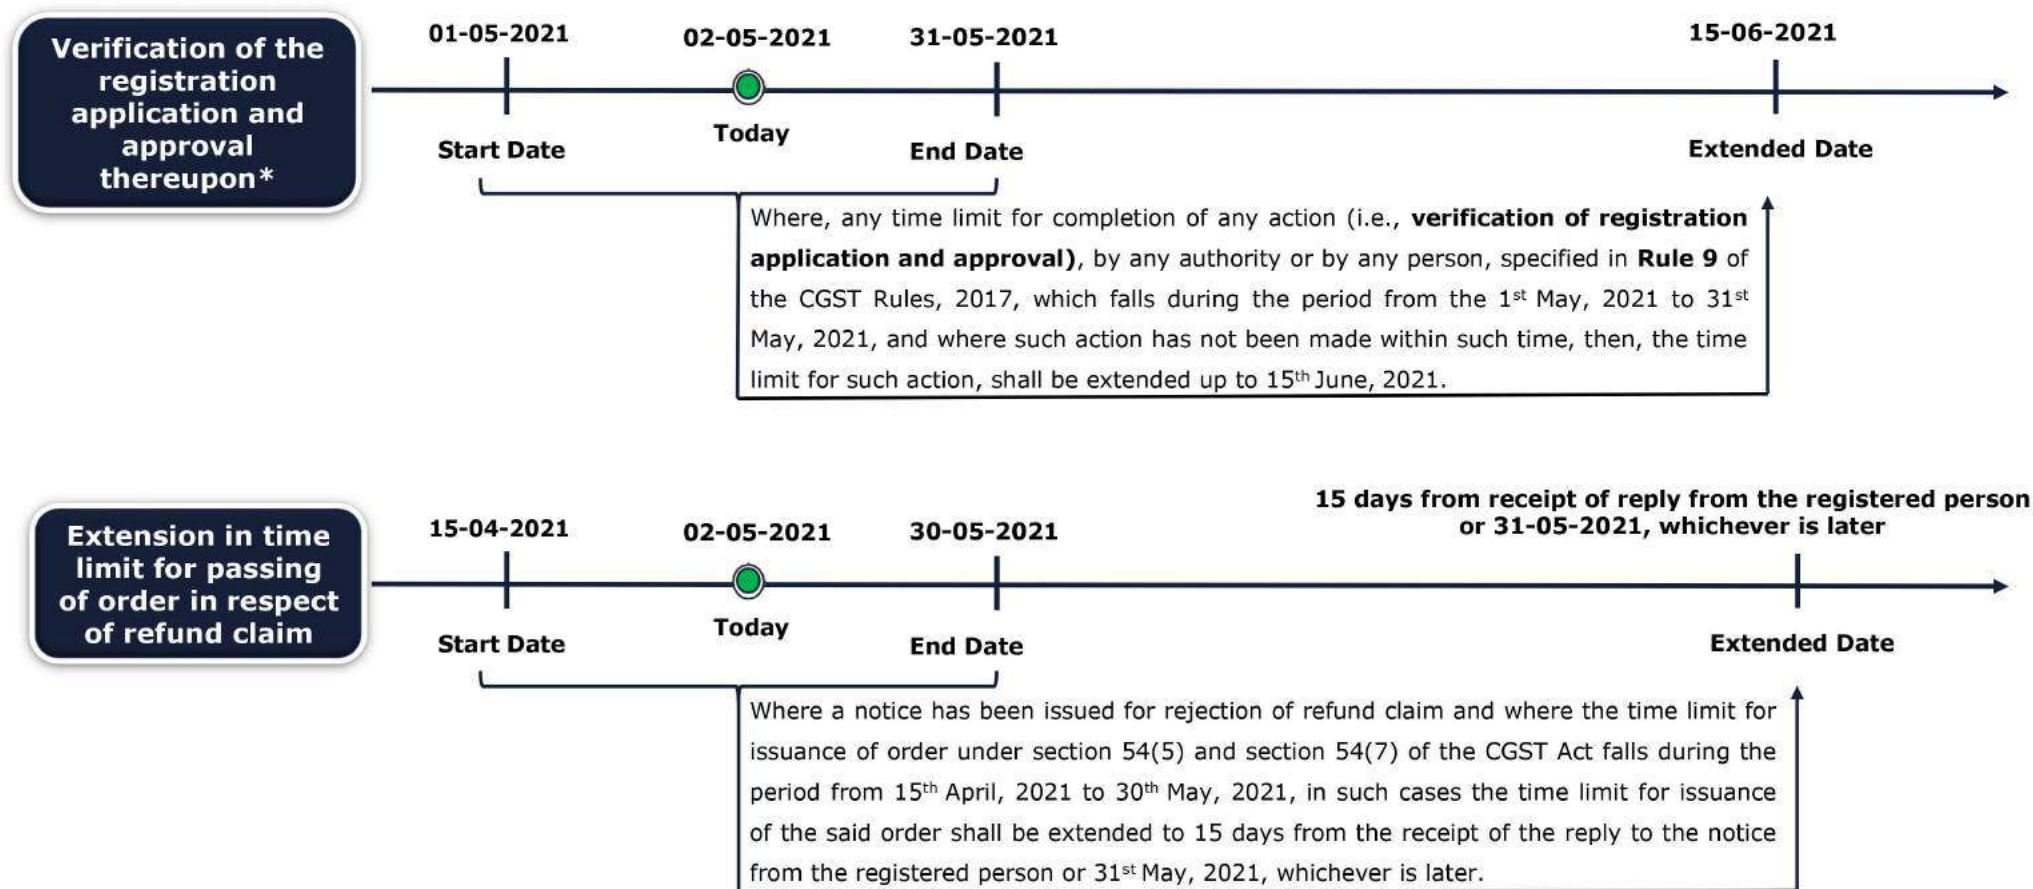 Verification of the
registration
application and
approval
thereupon*
01-05-2021
02-05-2021
31-05-2021
15-06-2021
Start Date
Today
End Date
Extended Date
Where, any time limit for completion of any action (i.e., verification of registration
application and approval), by any authority or by any person, specified in Rule 9 of
the CGST Rules, 2017, which falls during the period from the 1st May, 2021 to 31st
May, 2021, and where such action has not been made within such time, then, the time
limit for such action, shall be extended up to 15th June, 2021.
Extension in time
limit for passing
of order in respect
of refund claim
15-04-2021
02-05-2021
30-05-2021
15 days from receipt of reply from the registered person
or 31-05-2021, whichever is later
Start Date
Today
End Date
Extended Date
Where a notice has been issued for rejection of refund claim and where the time limit for
issuance of order under section 54(5) and section 54(7) of the CGST Act falls during the
period from 15th April, 2021 to 30th May, 2021, in such cases the time limit for issuance
of the said order shall be extended to 15 days from the receipt of the reply to the notice
from the registered person or 31st May, 2021, whichever is later.